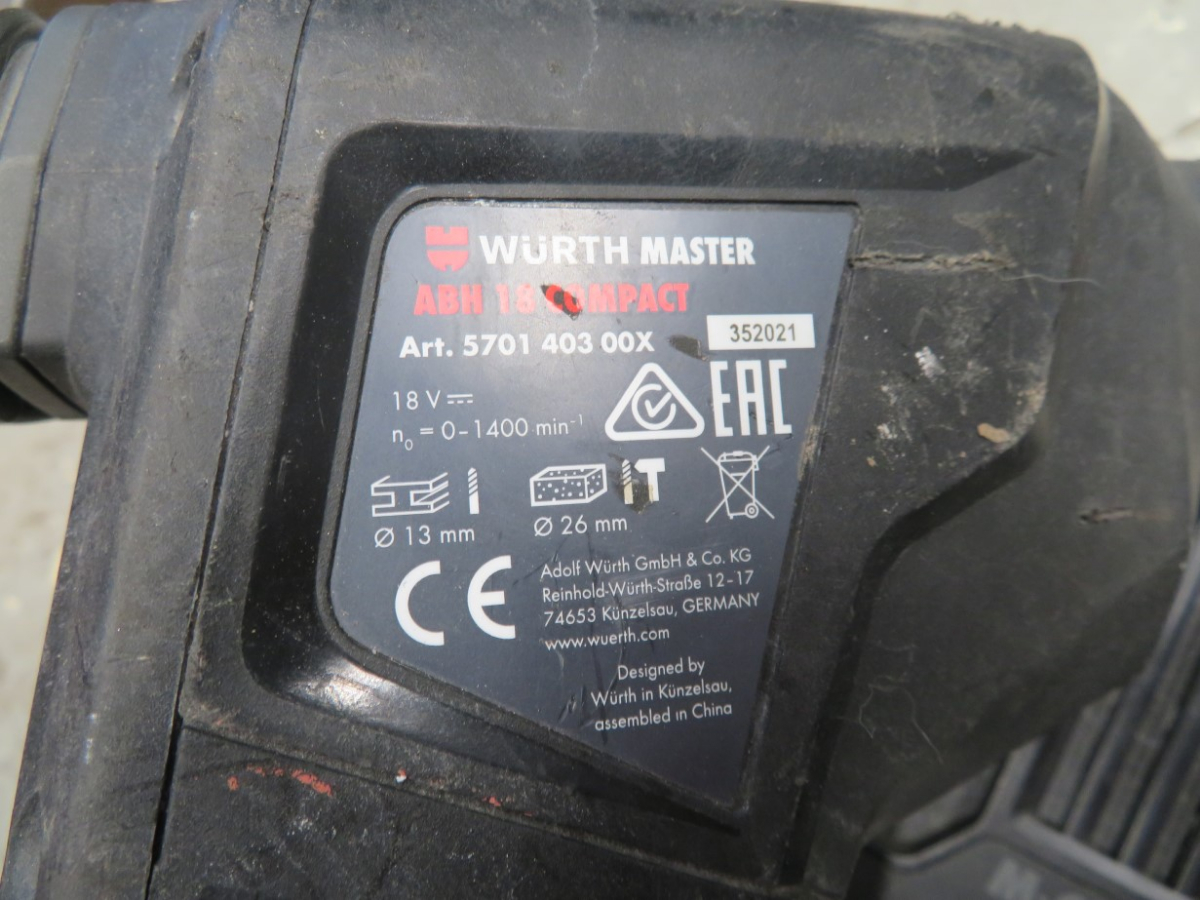 WÜRTH MASTER
ABH 18 COMPACT
Art. 5701 403 00X
352021
18 V
n₀ = 0–1400 min⁻¹
EAC
Ø 13 mm
Ø 26 mm
CE
Adolf Würth GmbH & Co. KG
Reinhold-Würth-Straße 12–17
74653 Künzelsau, GERMANY
www.wuerth.com
Designed by
Würth in Künzelsau,
assembled in China